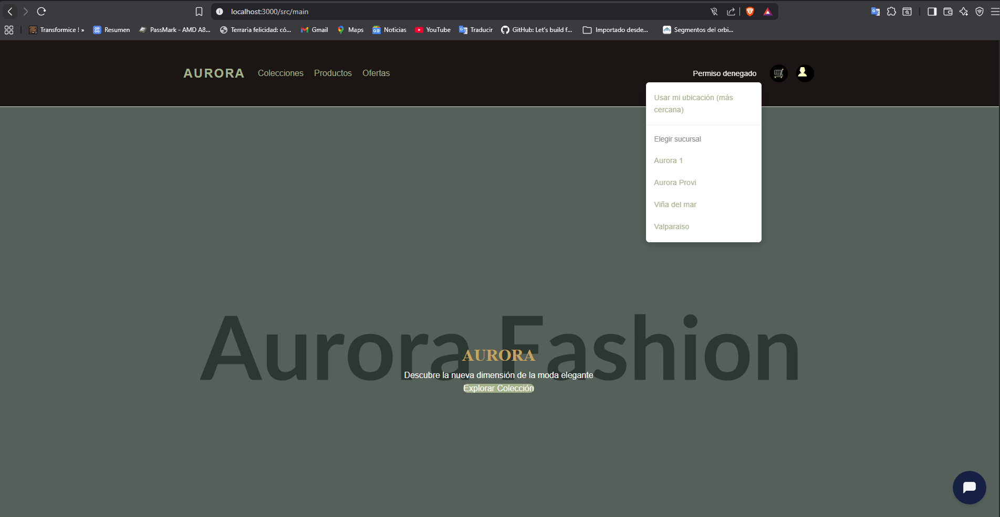 localhost:3000/src/main
Transformice ! »
Resumen
PassMark - AMD A8...
Terraria felicidad: có...
Gmail
Maps
Noticias
YouTube
Traducir
GitHub: Let's build f...
Importado desde...
Segmentos del orbi...
AURORA
Colecciones
Productos
Ofertas
Permiso denegado
Usar mi ubicación (más
cercana)
Elegir sucursal
Aurora 1
Aurora Provi
Viña del mar
Valparaiso
Aurora Fashion
AURORA
Descubre la nueva dimensión de la moda elegante
Explorar Colección